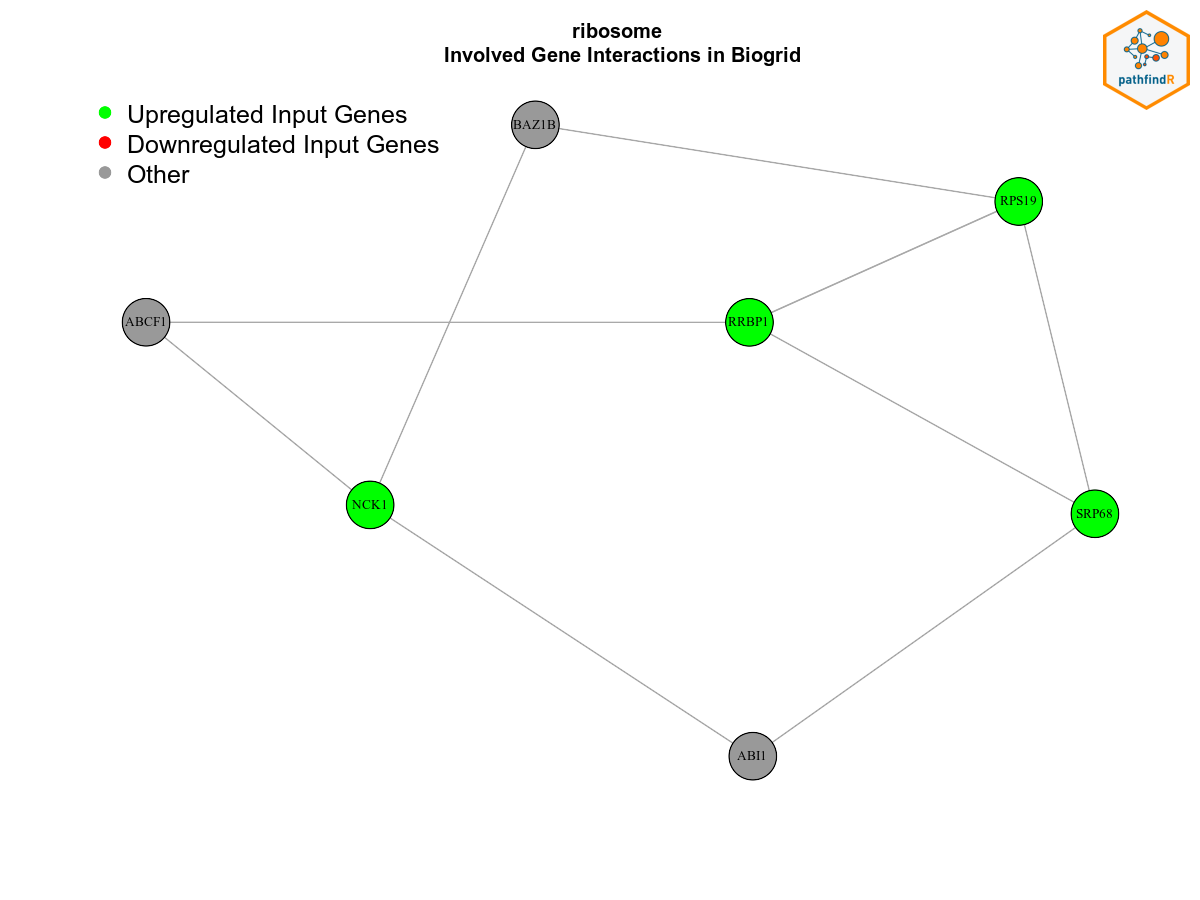 ribosome
Involved Gene Interactions in Biogrid
pathfindR
Upregulated Input Genes
Downregulated Input Genes
Other
BAZ1B
RPS19
ABCF1
RRBP1
NCK1
SRP68
ABI1